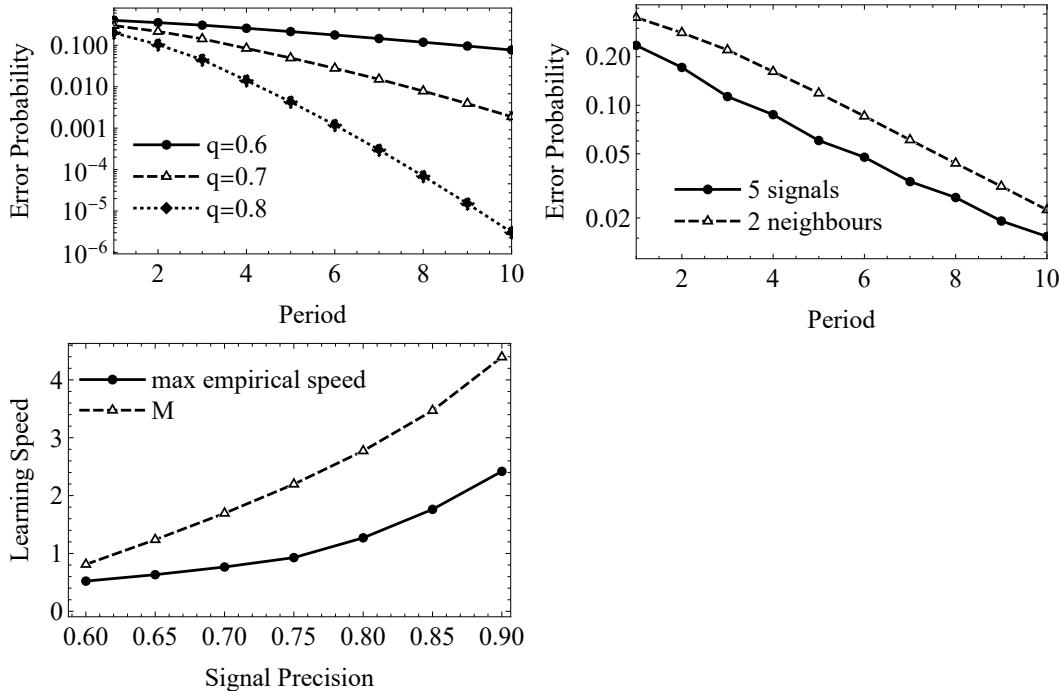 Error Probability
0.100
0.010
0.001
10^-4
10^-5
10^-6
q=0.6
q=0.7
q=0.8
2 4 6 8 10
Period
Error Probability
0.20
0.10
0.05
0.02
5 signals
2 neighbours
2 4 6 8 10
Period
Learning Speed
4
3
2
1
0
max empirical speed
M
0.60 0.65 0.70 0.75 0.80 0.85 0.90
Signal Precision